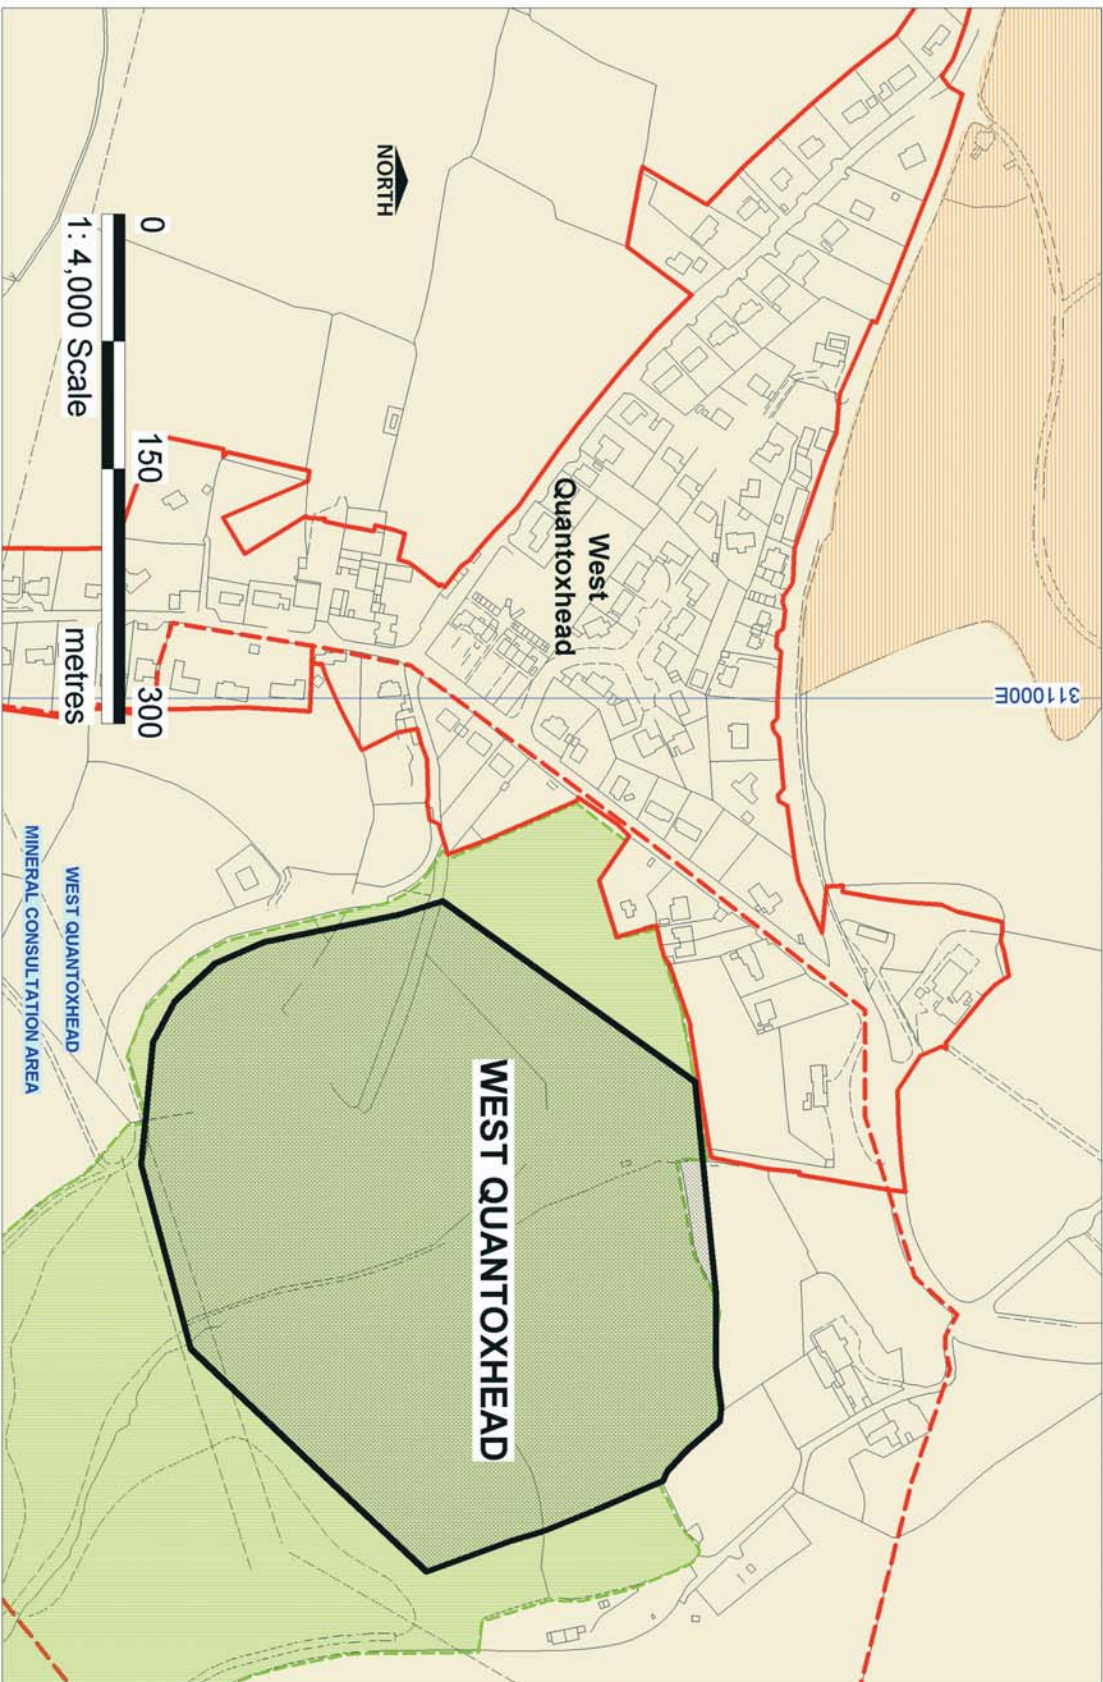 NORTH
0
150
300
metres
1: 4,000 Scale
West
Quantoxhead
311000E
WEST QUANTOXHEAD
WEST QUANTOXHEAD
MINERAL CONSULTATION AREA